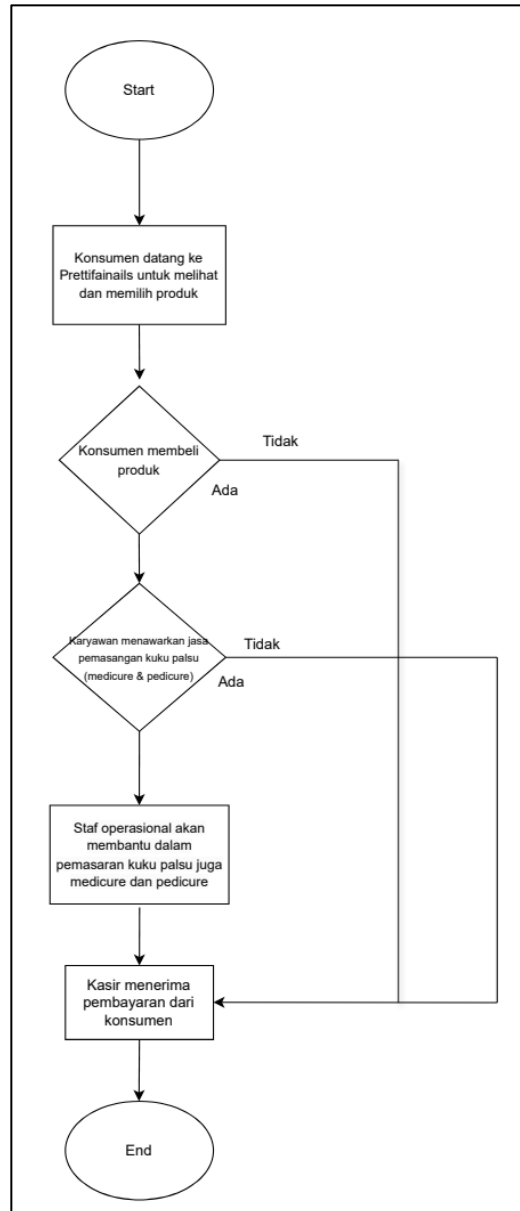 Start
Konsumen datang ke
Prettifainails untuk melihat
dan memilih produk
Konsumen membeli
produk
Tidak
Ada
Karyawan menawarkan jasa
pemasangan kuku palsu
(medicure & pedicure)
Tidak
Ada
Staf operasional akan
membantu dalam
pemasaran kuku palsu juga
medicure dan pedicure
Kasir menerima
pembayaran dari
konsumen
End